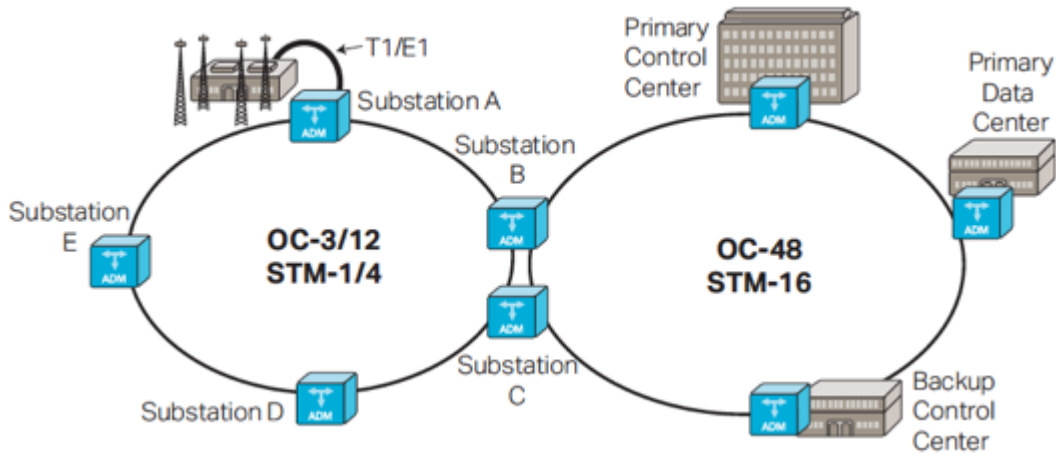 T1/E1
Substation A
ADM
Primary
Control
Center
ADM
Primary
Data
Center
ADM
Substation
B
ADM
Substation
E
ADM
OC-3/12
STM-1/4
OC-48
STM-16
ADM
Substation
C
Substation D
ADM
ADM
Backup
Control
Center